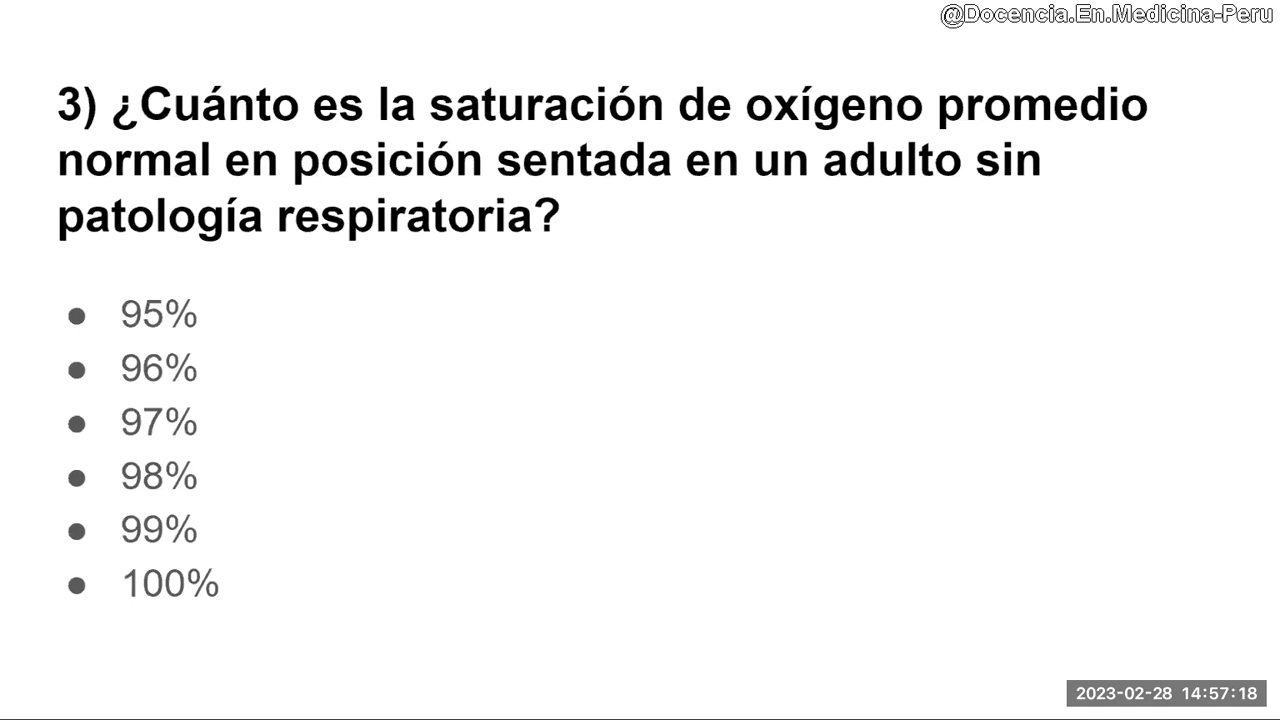 @Docencia.En.Medicina-Peru
3) ¿Cuánto es la saturación de oxígeno promedio
normal en posición sentada en un adulto sin
patología respiratoria?
● 95%
● 96%
● 97%
● 98%
● 99%
● 100%
2023-02-28 14:57:18